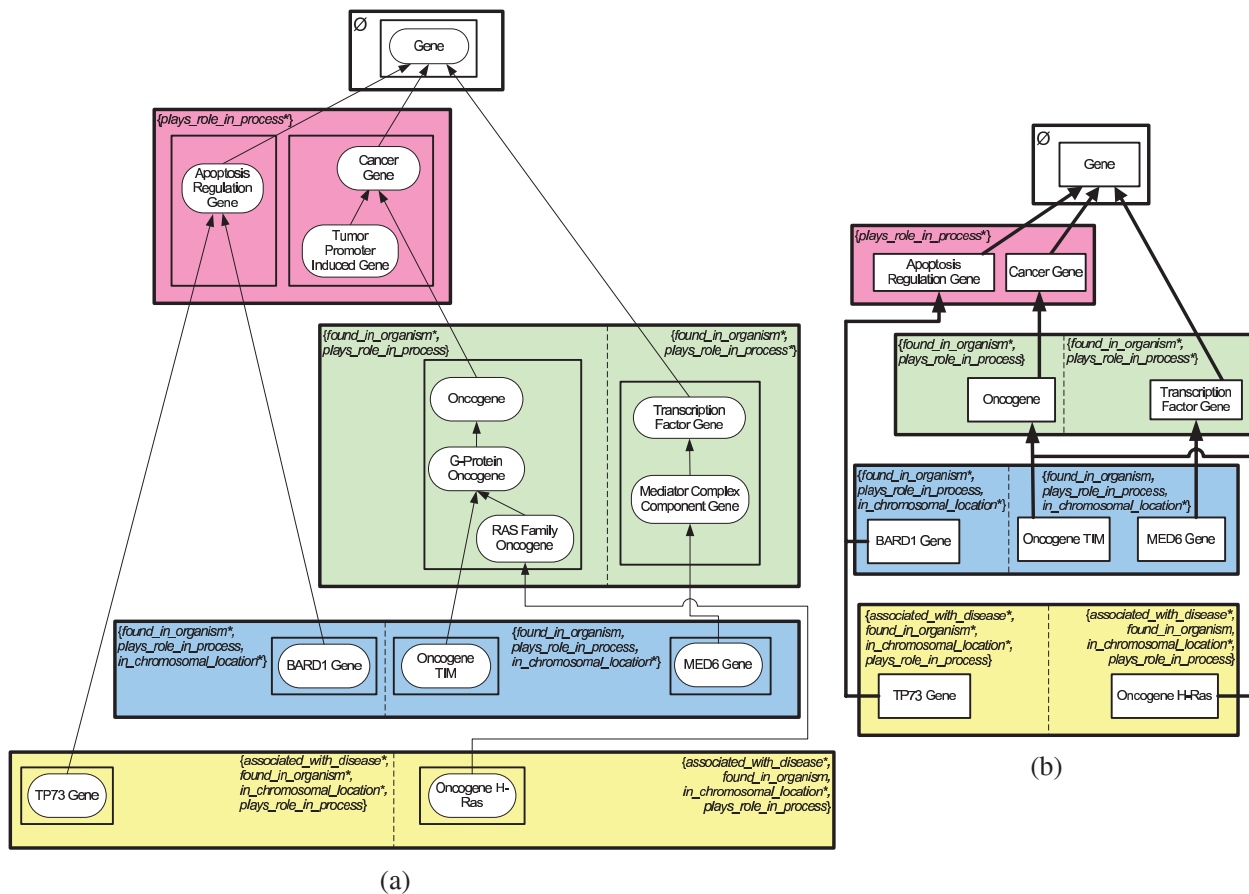 Ø
Gene
{plays_role_in_process*}
Apoptosis
Regulation
Gene
Cancer
Gene
Tumor
Promoter
Induced Gene
{found_in_organism*,
plays_role_in_process}
{found_in_organism*,
plays_role_in_process*}
Oncogene
Transcription
Factor Gene
G-Protein
Oncogene
Mediator Complex
Component Gene
RAS Family
Oncogene
{found_in_organism*,
plays_role_in_process,
in_chromosomal_location*}
BARD1 Gene
Oncogene
TIM
{found_in_organism,
plays_role_in_process,
in_chromosomal_location*}
MED6 Gene
TP73 Gene
{associated_with_disease*,
found_in_organism*,
in_chromosomal_location*,
plays_role_in_process}
Oncogene H-
Ras
{associated_with_disease*,
found_in_organism,
in_chromosomal_location*,
plays_role_in_process}
(a)
Ø
Gene
{plays_role_in_process*}
Apoptosis
Regulation Gene
Cancer Gene
{found_in_organism*,
plays_role_in_process}
{found_in_organism*,
plays_role_in_process*}
Oncogene
Transcription
Factor Gene
{found_in_organism*,
plays_role_in_process,
in_chromosomal_location*}
{found_in_organism,
plays_role_in_process,
in_chromosomal_location*}
BARD1 Gene
Oncogene TIM
MED6 Gene
{associated_with_disease*,
found_in_organism*,
in_chromosomal_location*,
plays_role_in_process}
{associated_with_disease*,
found_in_organism,
in_chromosomal_location*,
plays_role_in_process}
TP73 Gene
Oncogene H-Ras
(b)